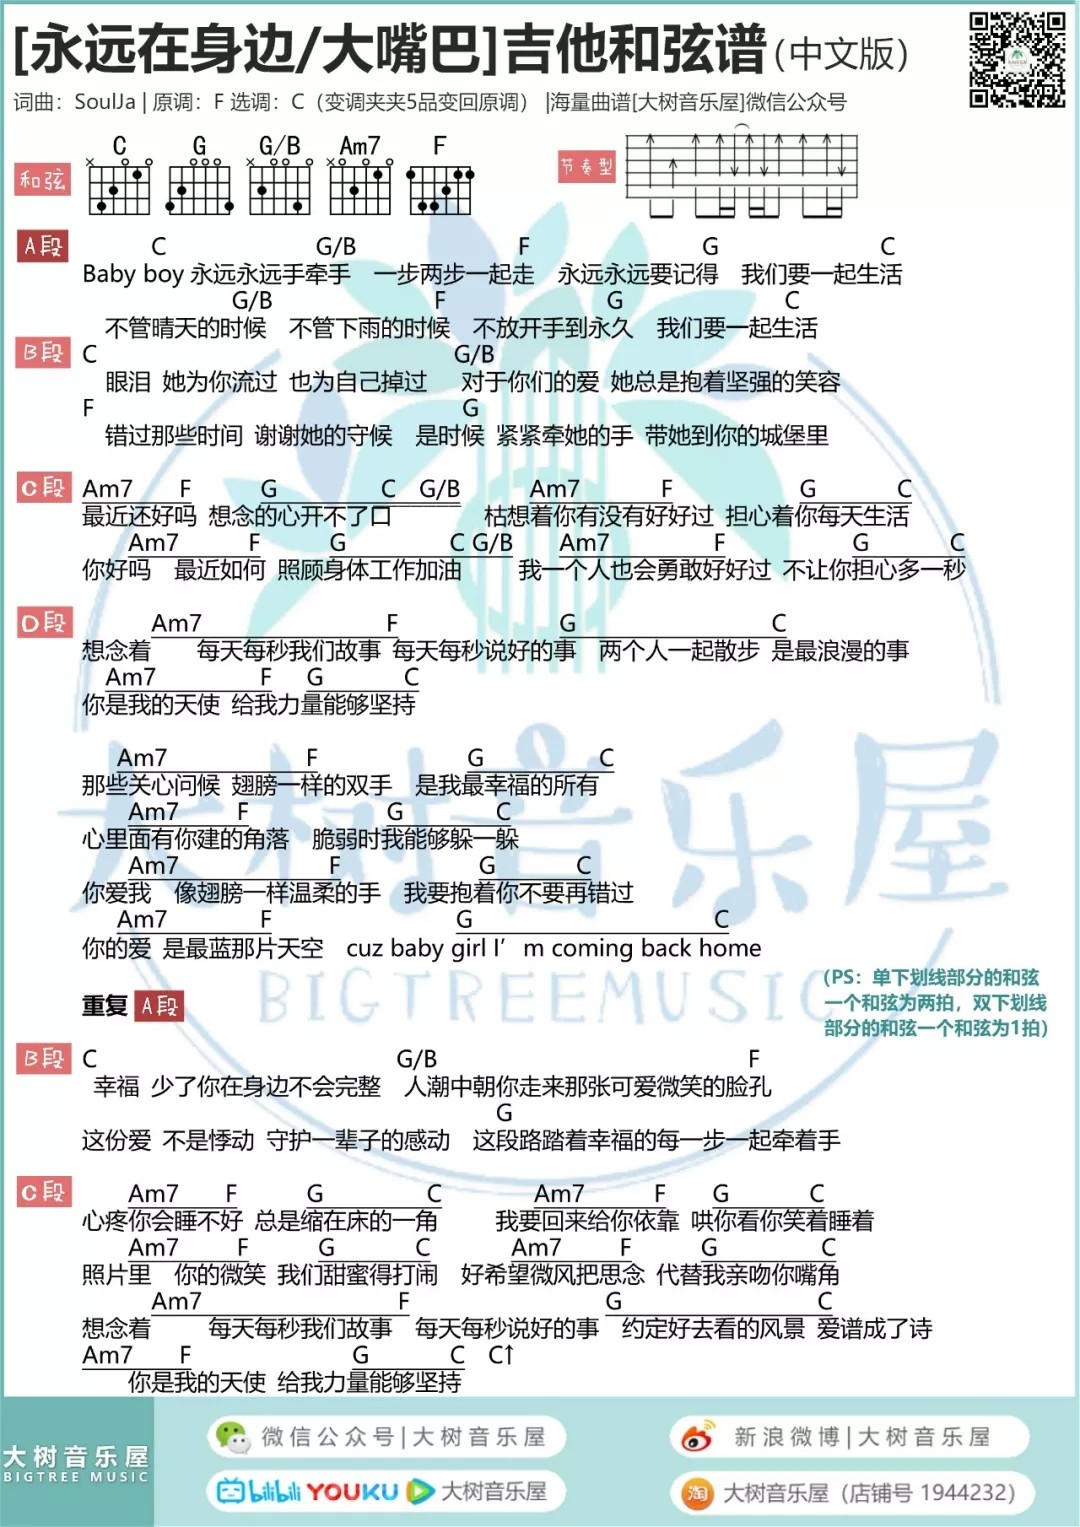 [永远在身边/大嘴巴]吉他和弦谱(中文版)
词曲：SoulJa | 原调：F 选调：C（变调夹夹5品变回原调） |海量曲谱[大树音乐屋]微信公众号
和弦 C G G/B Am7 F 节奏型
A段 C G/B F G C
Baby boy 永远永远手牵手 一步两步一起走 永远永远要记得 我们要一起生活
G/B F G C
不管晴天的时候 不管下雨的时候 不放开手到永久 我们要一起生活
B段 C G/B
眼泪 她为你流过 也为自己掉过 对于你们的爱 她总是抱着坚强的笑容
F G
错过那些时间 谢谢她的守候 是时候 紧紧牵她的手 带她到你的城堡里
C段 Am7 F G C G/B Am7 F G C
最近还好吗 想念的心开不了口 枯想着你有没有好好过 担心着你每天生活
Am7 F G C G/B Am7 F G C
你好吗 最近如何 照顾身体工作加油 我一个人也会勇敢好好过 不让你担心多一秒
D段 Am7 F G C
想念着 每天每秒我们故事 每天每秒说好的事 两个人一起散步 是最浪漫的事
Am7 F G C
你是我的天使 给我力量能够坚持
Am7 F G C
那些关心问候 翅膀一样的双手 是我最幸福的所有
Am7 F G C
心里面有你建的角落 脆弱时我能够躲一躲
Am7 F G C
你爱我 像翅膀一样温柔的手 我要抱着你不要再错过
Am7 F G C
你的爱 是最蓝那片天空 cuz baby girl I’m coming back home
（PS：单下划线部分的和弦
一个和弦为两拍，双下划线
部分的和弦一个和弦为1拍）
重复 A段
B段 C G/B F
幸福 少了你在身边不会完整 人潮中朝你走来那张可爱微笑的脸孔
G
这份爱 不是悸动 守护一辈子的感动 这段路踏着幸福的每一步一起牵着手
C段 Am7 F G C Am7 F G C
心疼你会睡不好 总是缩在床的一角 我要回来给你依靠 哄你看你笑着睡着
Am7 F G C Am7 F G C
照片里 你的微笑 我们甜蜜得打闹 好希望微风把思念 代替我亲吻你嘴角
Am7 F G C
想念着 每天每秒我们故事 每天每秒说好的事 约定好去看的风景 爱谱成了诗
Am7 F G C C↑
你是我的天使 给我力量能够坚持
大树音乐屋
BIGTREEMUSIC
大树音乐屋
BIGTREE MUSIC
微信公众号|大树音乐屋
新浪微博|大树音乐屋
bilibili YOUKU 大树音乐屋
淘 大树音乐屋（店铺号 1944232）